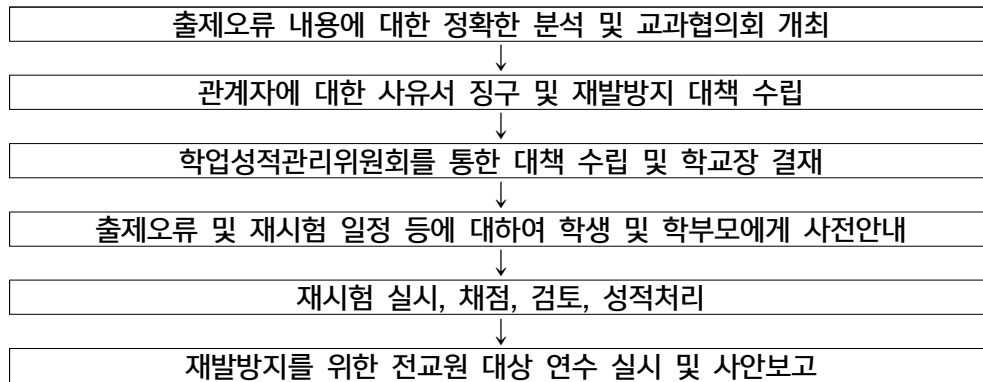 출제오류 내용에 대한 정확한 분석 및 교과협의회 개최
↓
관계자에 대한 사유서 징구 및 재발방지 대책 수립
↓
학업성적관리위원회를 통한 대책 수립 및 학교장 결재
↓
출제오류 및 재시험 일정 등에 대하여 학생 및 학부모에게 사전안내
↓
재시험 실시, 채점, 검토, 성적처리
↓
재발방지를 위한 전교원 대상 연수 실시 및 사안보고